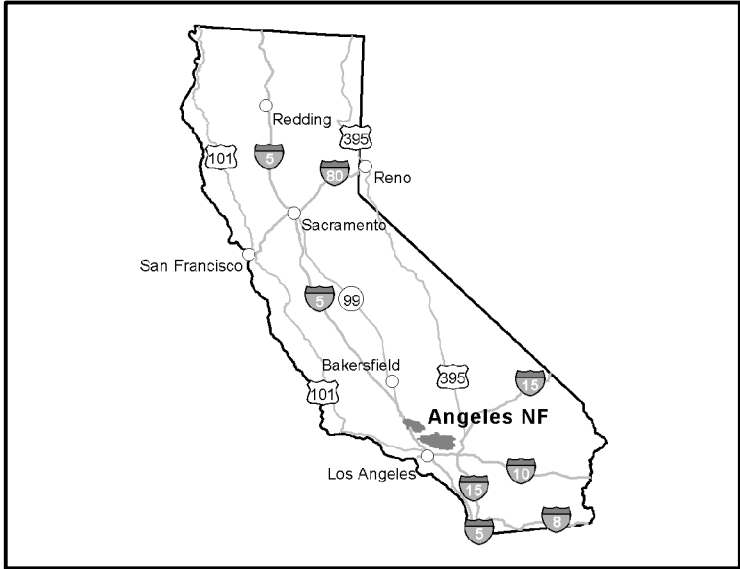 Redding
395
101
5
80
Reno
Sacramento
San Francisco
5
99
Bakersfield
395
15
101
Angeles NF
Los Angeles
10
15
8
5